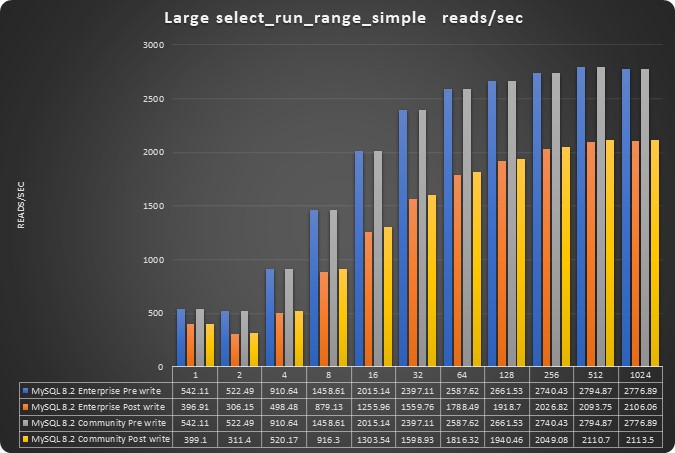 Large select_run_range_simple reads/sec
READS/SEC
3000
2500
2000
1500
1000
500
0
1 2 4 8 16 32 64 128 256 512 1024
MySQL 8.2 Enterprise Pre write 542.11 522.49 910.64 1458.61 2015.14 2397.11 2587.62 2661.53 2740.43 2794.87 2776.89
MySQL 8.2 Enterprise Post write 396.91 306.15 498.48 879.13 1255.96 1559.76 1788.49 1918.7 2026.82 2093.75 2106.06
MySQL 8.2 Community Pre write 542.11 522.49 910.64 1458.61 2015.14 2397.11 2587.62 2661.53 2740.43 2794.87 2776.89
MySQL 8.2 Community Post write 399.1 311.4 520.17 916.3 1303.54 1598.93 1816.32 1940.46 2049.08 2110.7 2113.5